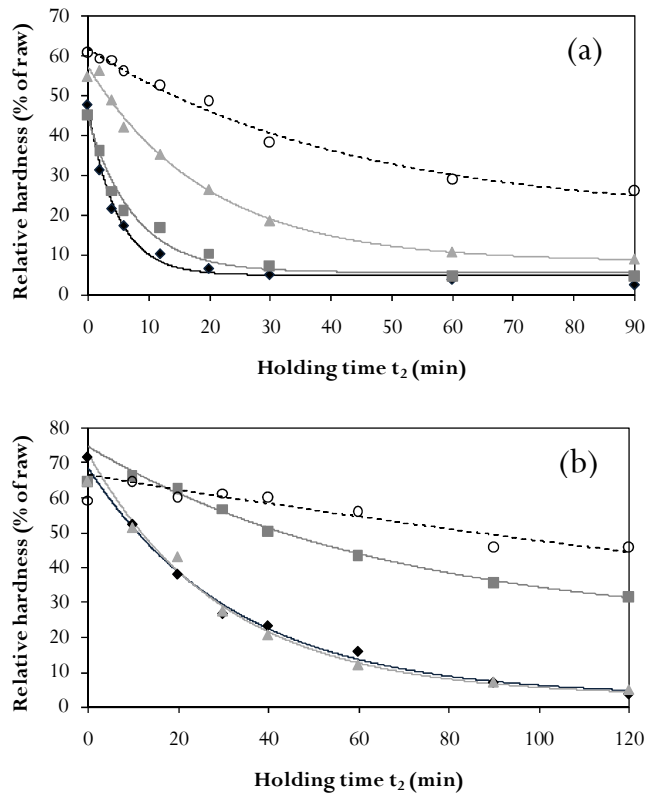 70
60
50
40
30
20
10
0
Relative hardness (% of raw)
(a)
0 10 20 30 40 50 60 70 80 90
Holding time t₂ (min)
80
70
60
50
40
30
20
10
0
Relative hardness (% of raw)
(b)
0 20 40 60 80 100 120
Holding time t₂ (min)